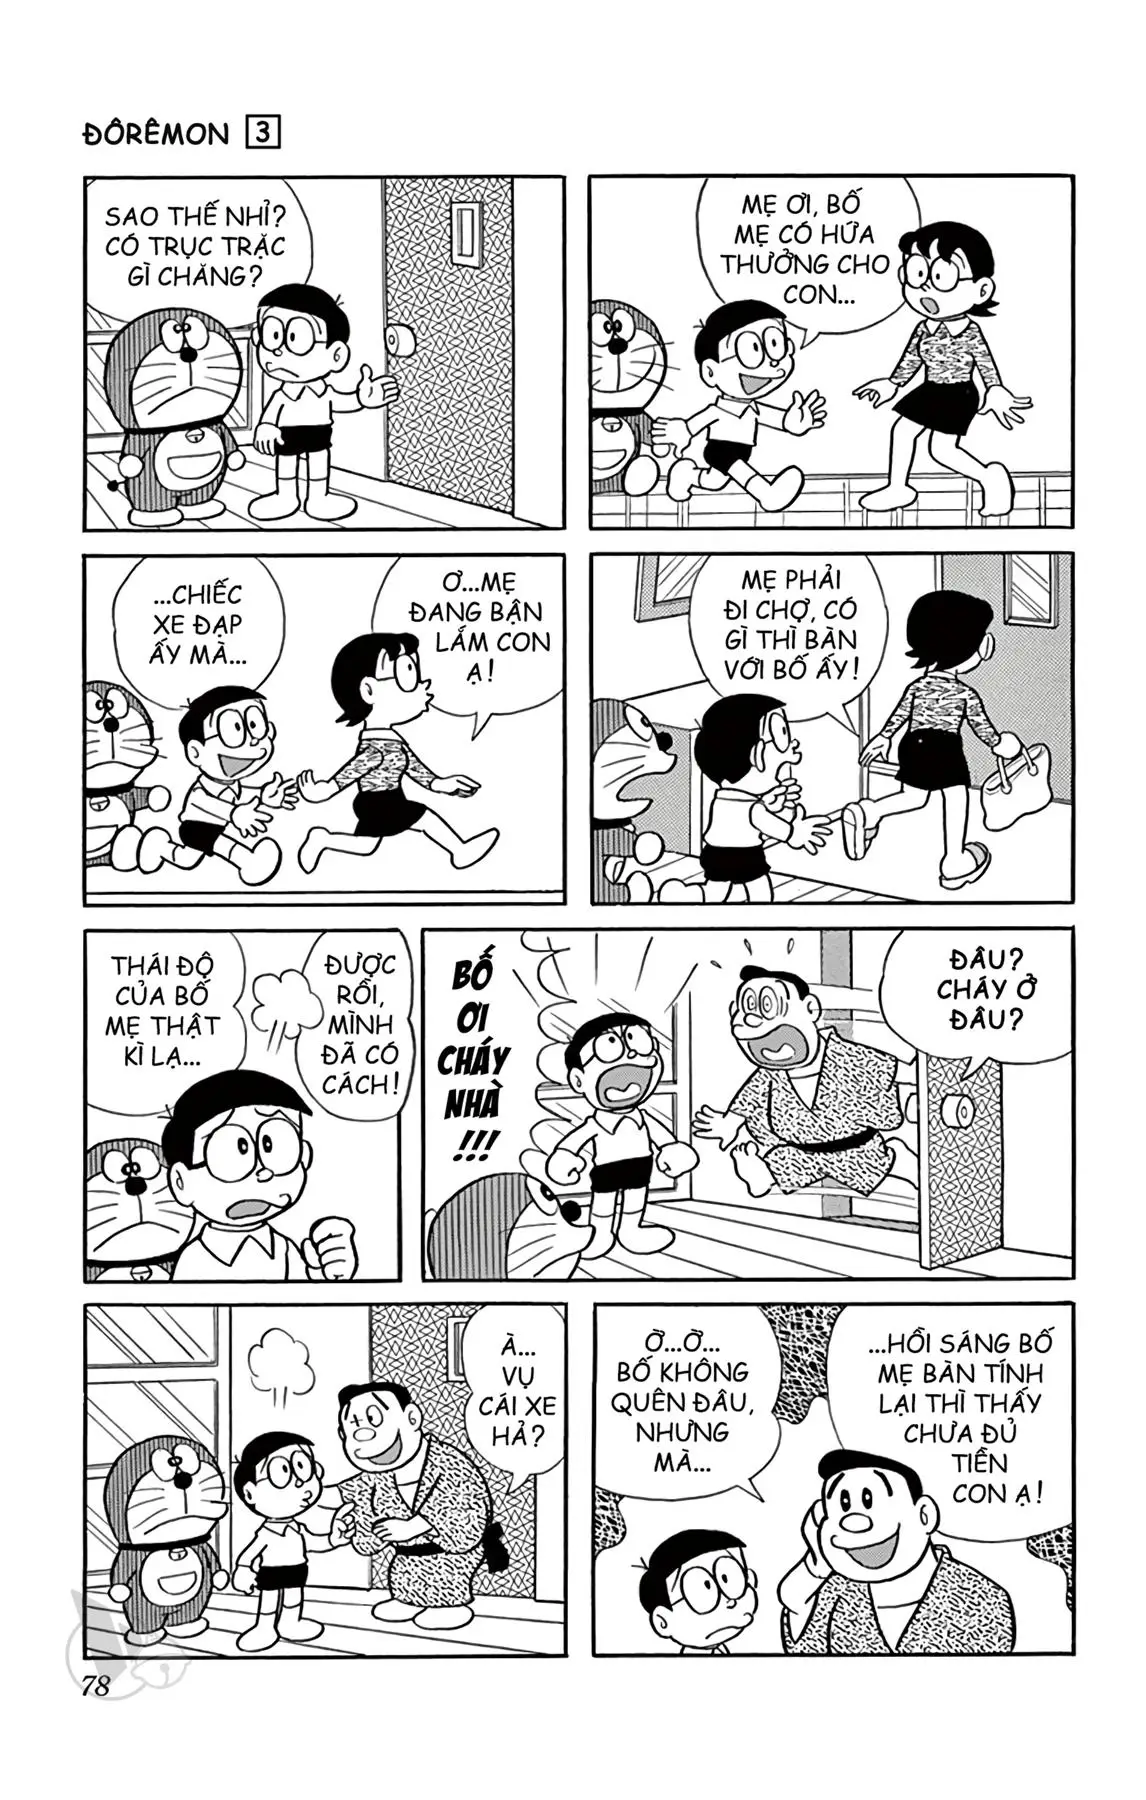 ĐÔRÊMON 3
SAO THẾ NHỈ?
CÓ TRỤC TRẶC
GÌ CHĂNG?
MẸ ƠI, BỐ
MẸ CÓ HỨA
THƯỞNG CHO
CON...
...CHIẾC
XE ĐẠP
ẤY MÀ...
Ơ...MẸ
ĐANG BẬN
LẮM CON
Ạ!
MẸ PHẢI
ĐI CHỢ, CÓ
GÌ THÌ BÀN
VỚI BỐ ẤY!
THÁI ĐỘ
CỦA BỐ
MẸ THẬT
KÌ LẠ...
ĐƯỢC
RỒI,
MÌNH
ĐÃ CÓ
CÁCH!
BỐ
ƠI
CHÁY
NHÀ
!!!
ĐÂU?
CHÁY Ở
ĐÂU?
À...
VỤ
CÁI XE
HẢ?
Ờ...Ờ...
BỐ KHÔNG
QUÊN ĐÂU,
NHƯNG
MÀ...
...HỒI SÁNG BỐ
MẸ BÀN TÍNH
LẠI THÌ THẤY
CHƯA ĐỦ
TIỀN
CON Ạ!
78